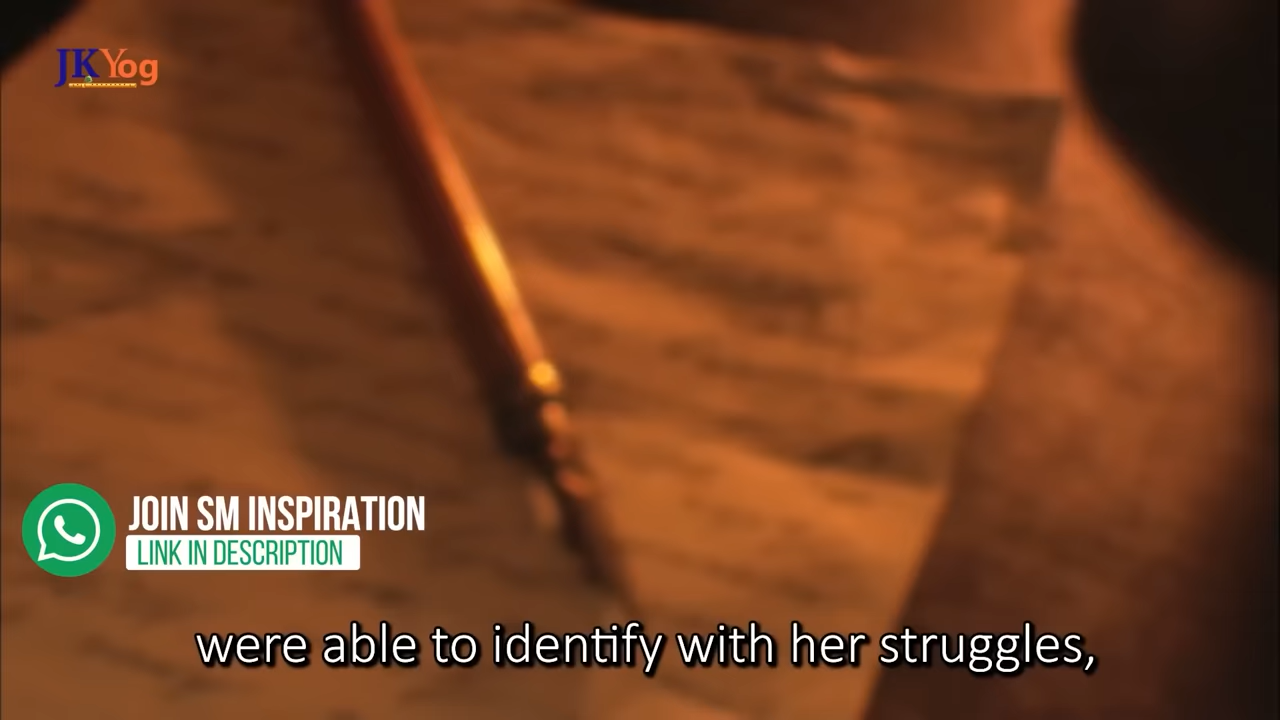 JKYog
JOIN SM INSPIRATION
LINK IN DESCRIPTION
were able to identify with her struggles,